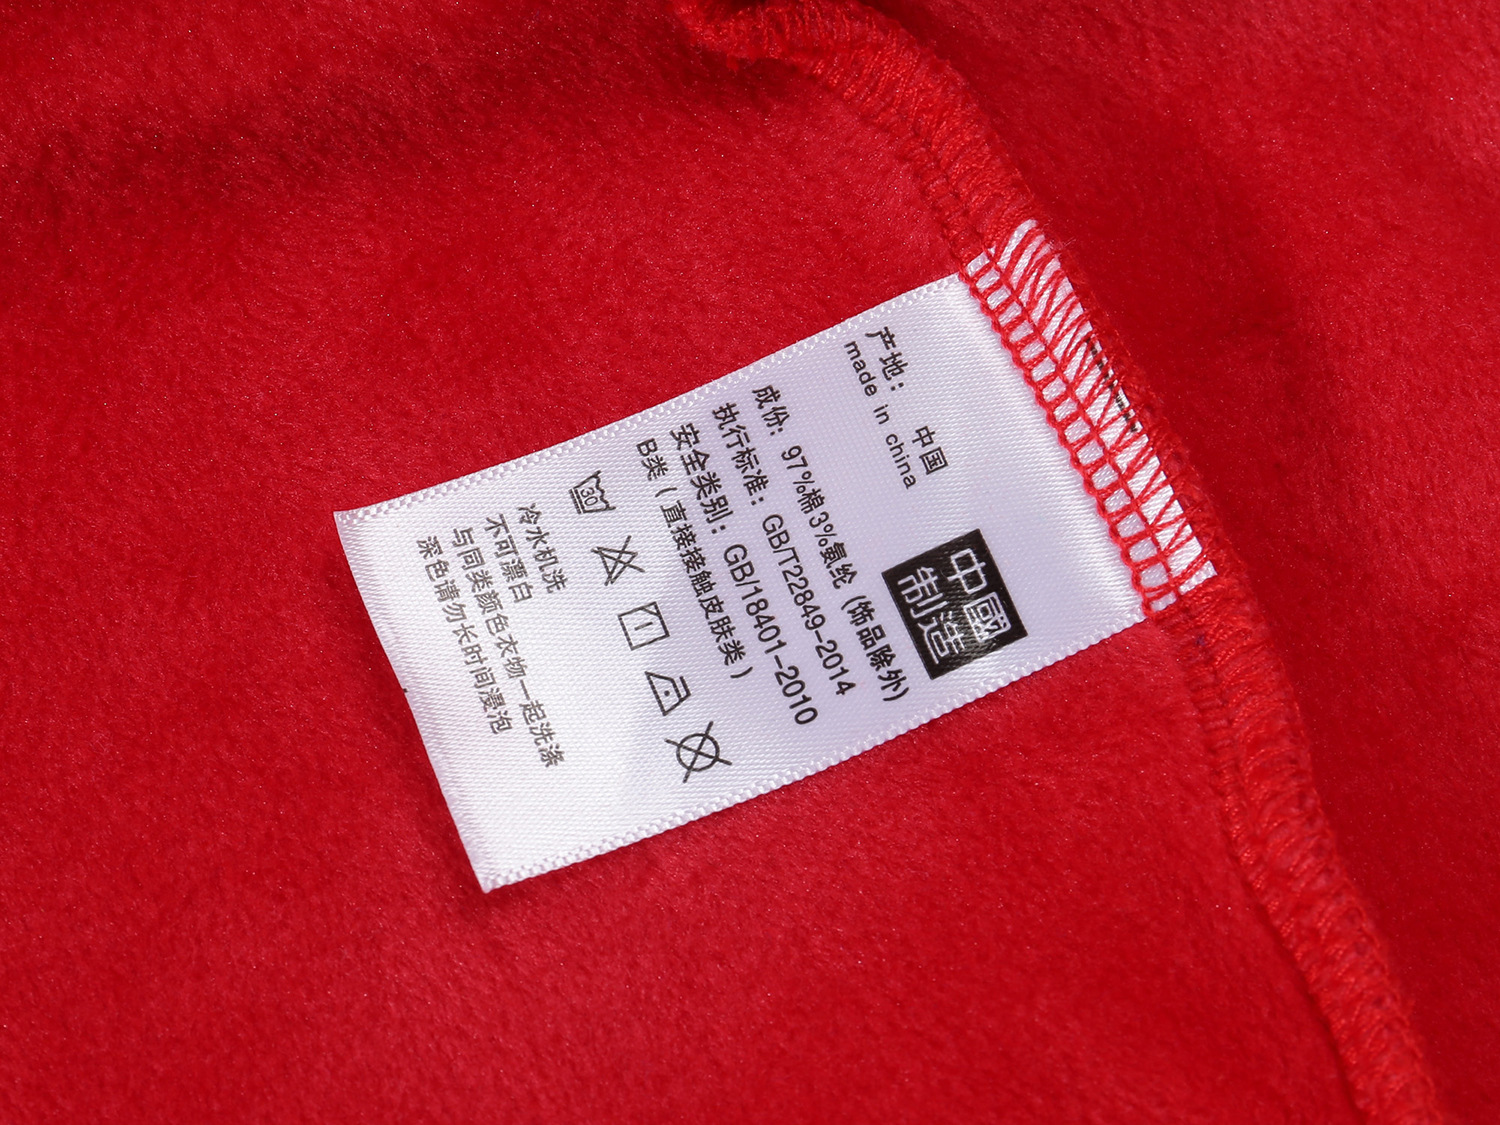 中國
制造
产地： 中国
made in china
成份：97%棉3%氨纶（饰品除外）
执行标准：GB/T22849-2014
安全类别：GB/18401-2010
B类（直接接触皮肤类）
30
冷水机洗
不可漂白
与同类颜色衣物一起洗涤
深色请勿长时间浸泡